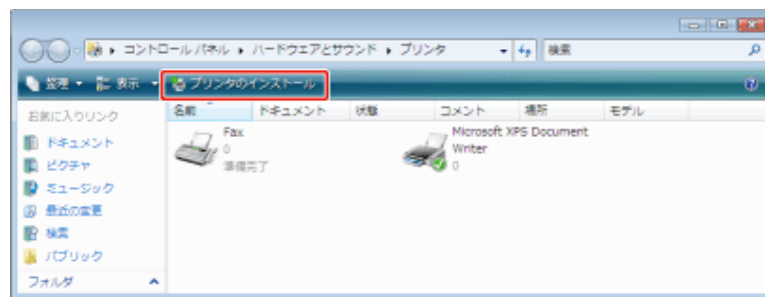 コントロール パネル ▸ ハードウェアとサウンド ▸ プリンタ
検索
整理 表示 プリンタのインストール
お気に入りリンク
ドキュメント
ピクチャ
ミュージック
最近の変更
検索
パブリック
フォルダ
名前 ドキュメント 状態 コメント 場所 モデル
Fax
0
準備完了
Microsoft XPS Document
Writer
0